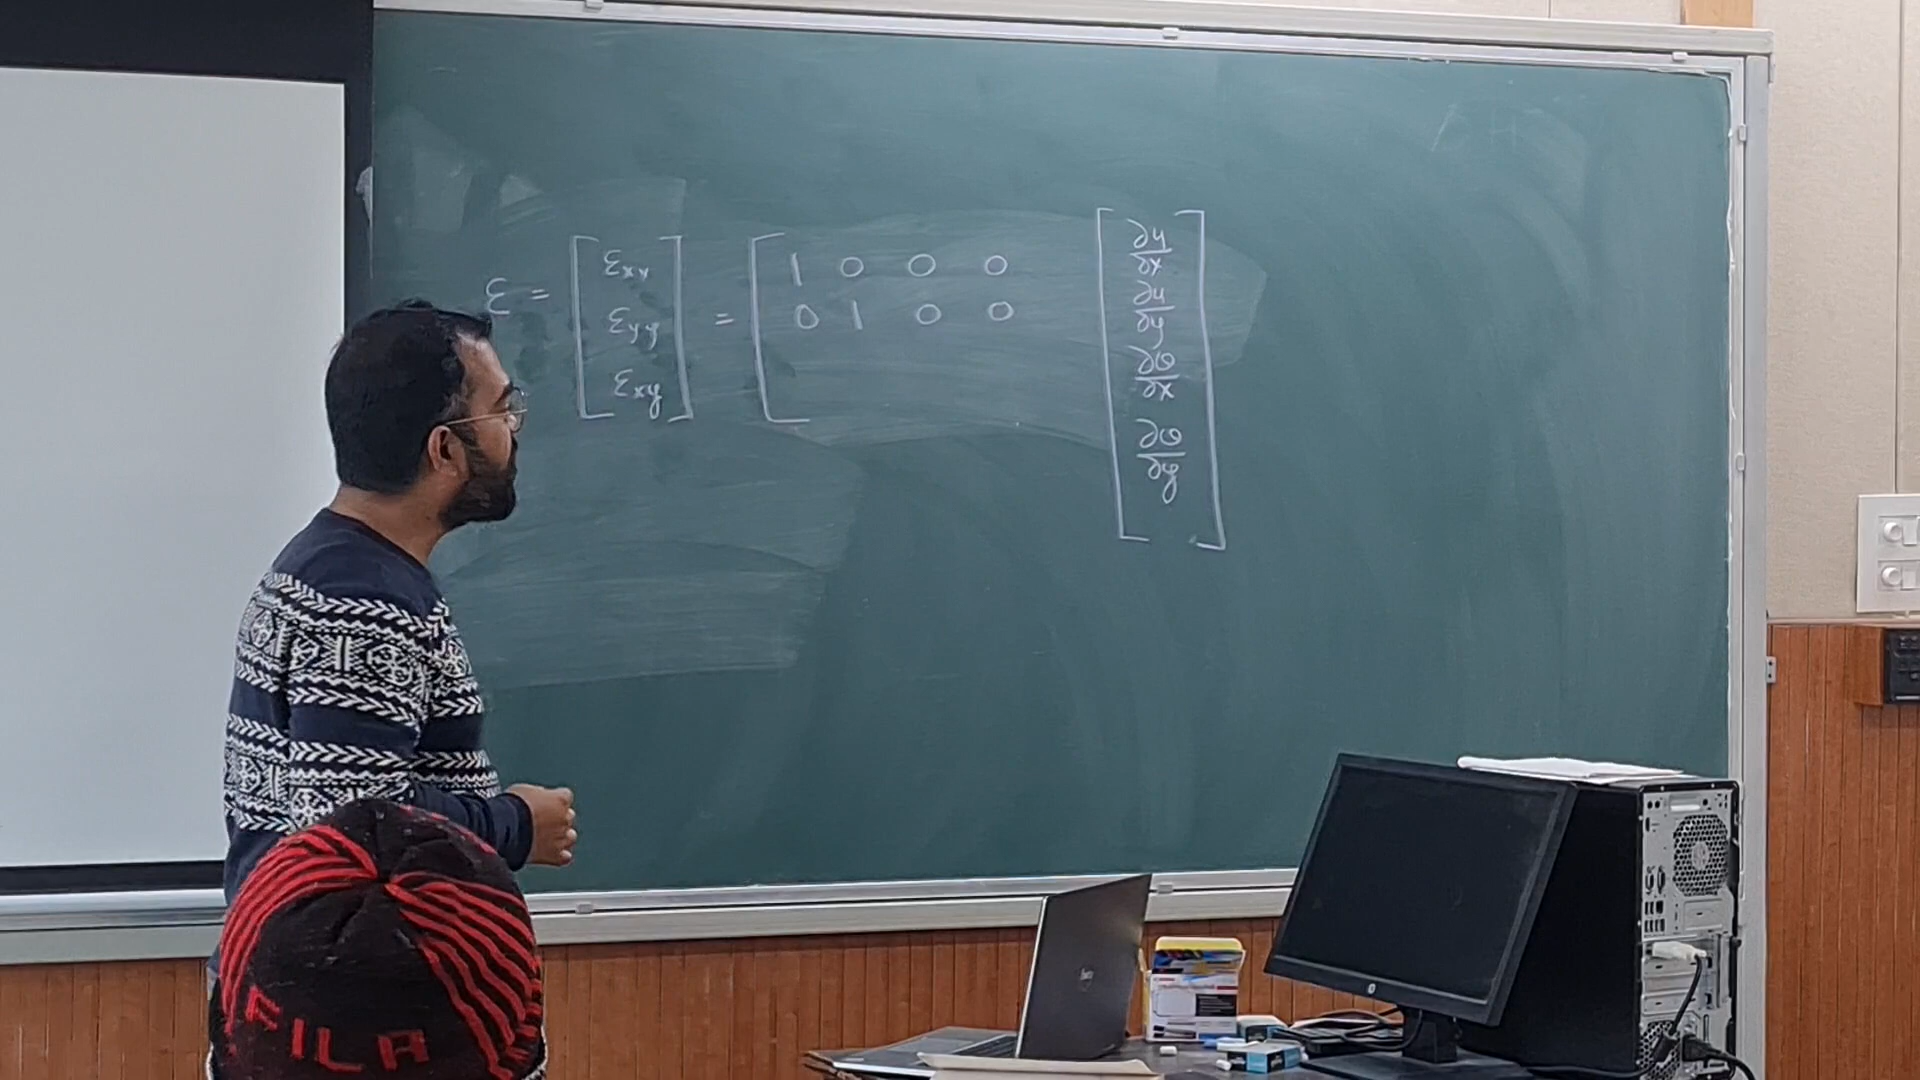 ε = [ εxx εyy εxy ] = [ 1 0 0 0
0 1 0 0
[ ∂u/∂x
∂u/∂y
∂v/∂x
∂v/∂y ]
FILA